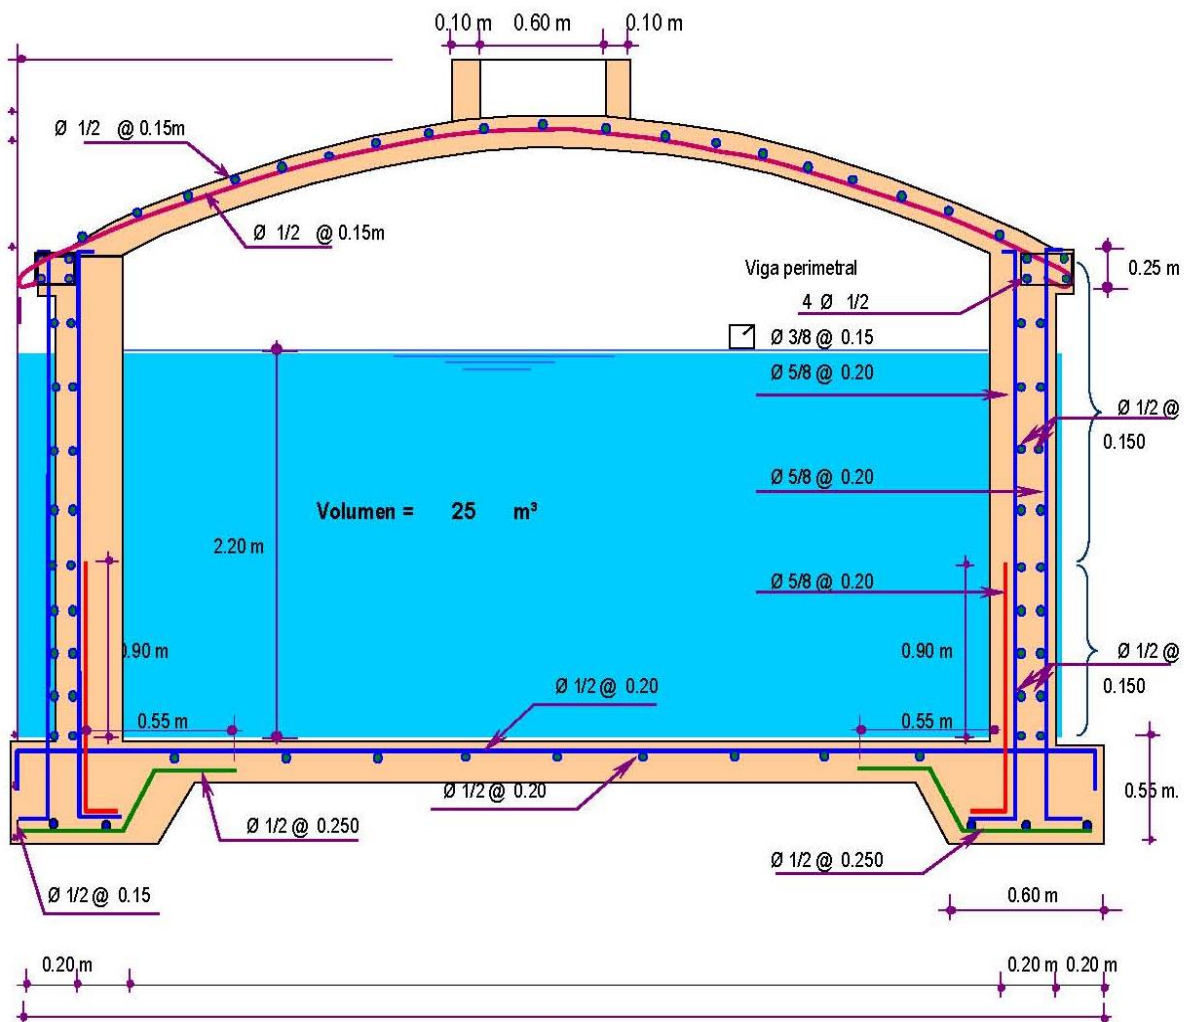 0.10 m 0.60 m 0.10 m
Ø 1/2 @ 0.15m
Ø 1/2 @ 0.15m
Viga perimetral
0.25 m
4 Ø 1/2
Ø 3/8 @ 0.15
Ø 5/8 @ 0.20
Ø 1/2 @
0.150
Ø 5/8 @ 0.20
Volumen = 25 m³
2.20 m
Ø 5/8 @ 0.20
0.90 m
0.90 m
Ø 1/2 @
0.150
Ø 1/2 @ 0.20
0.55 m
0.55 m
Ø 1/2 @ 0.20
0.55 m.
Ø 1/2 @ 0.250
Ø 1/2 @ 0.250
Ø 1/2 @ 0.15
0.60 m
0.20 m
0.20 m 0.20 m